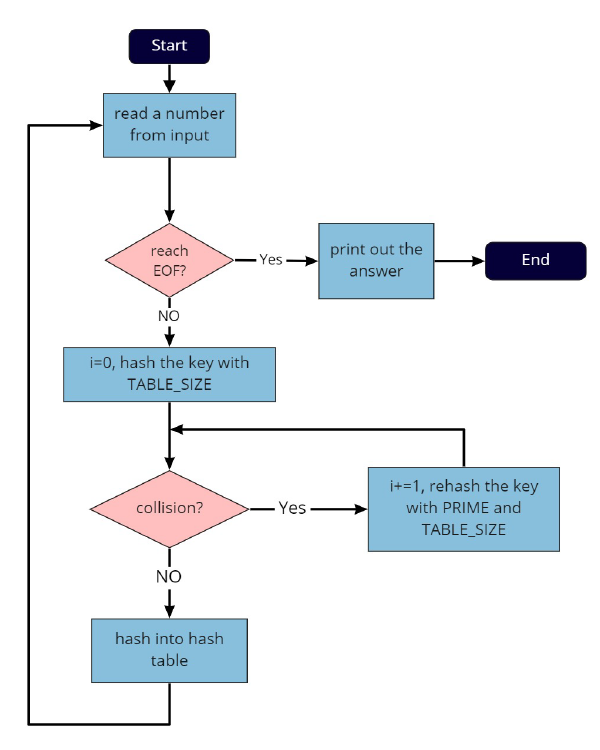 Start
read a number
from input
reach
EOF?
Yes
print out the
answer
End
NO
i=0, hash the key with
TABLE_SIZE
collision?
Yes
i+=1, rehash the key
with PRIME and
TABLE_SIZE
NO
hash into hash
table